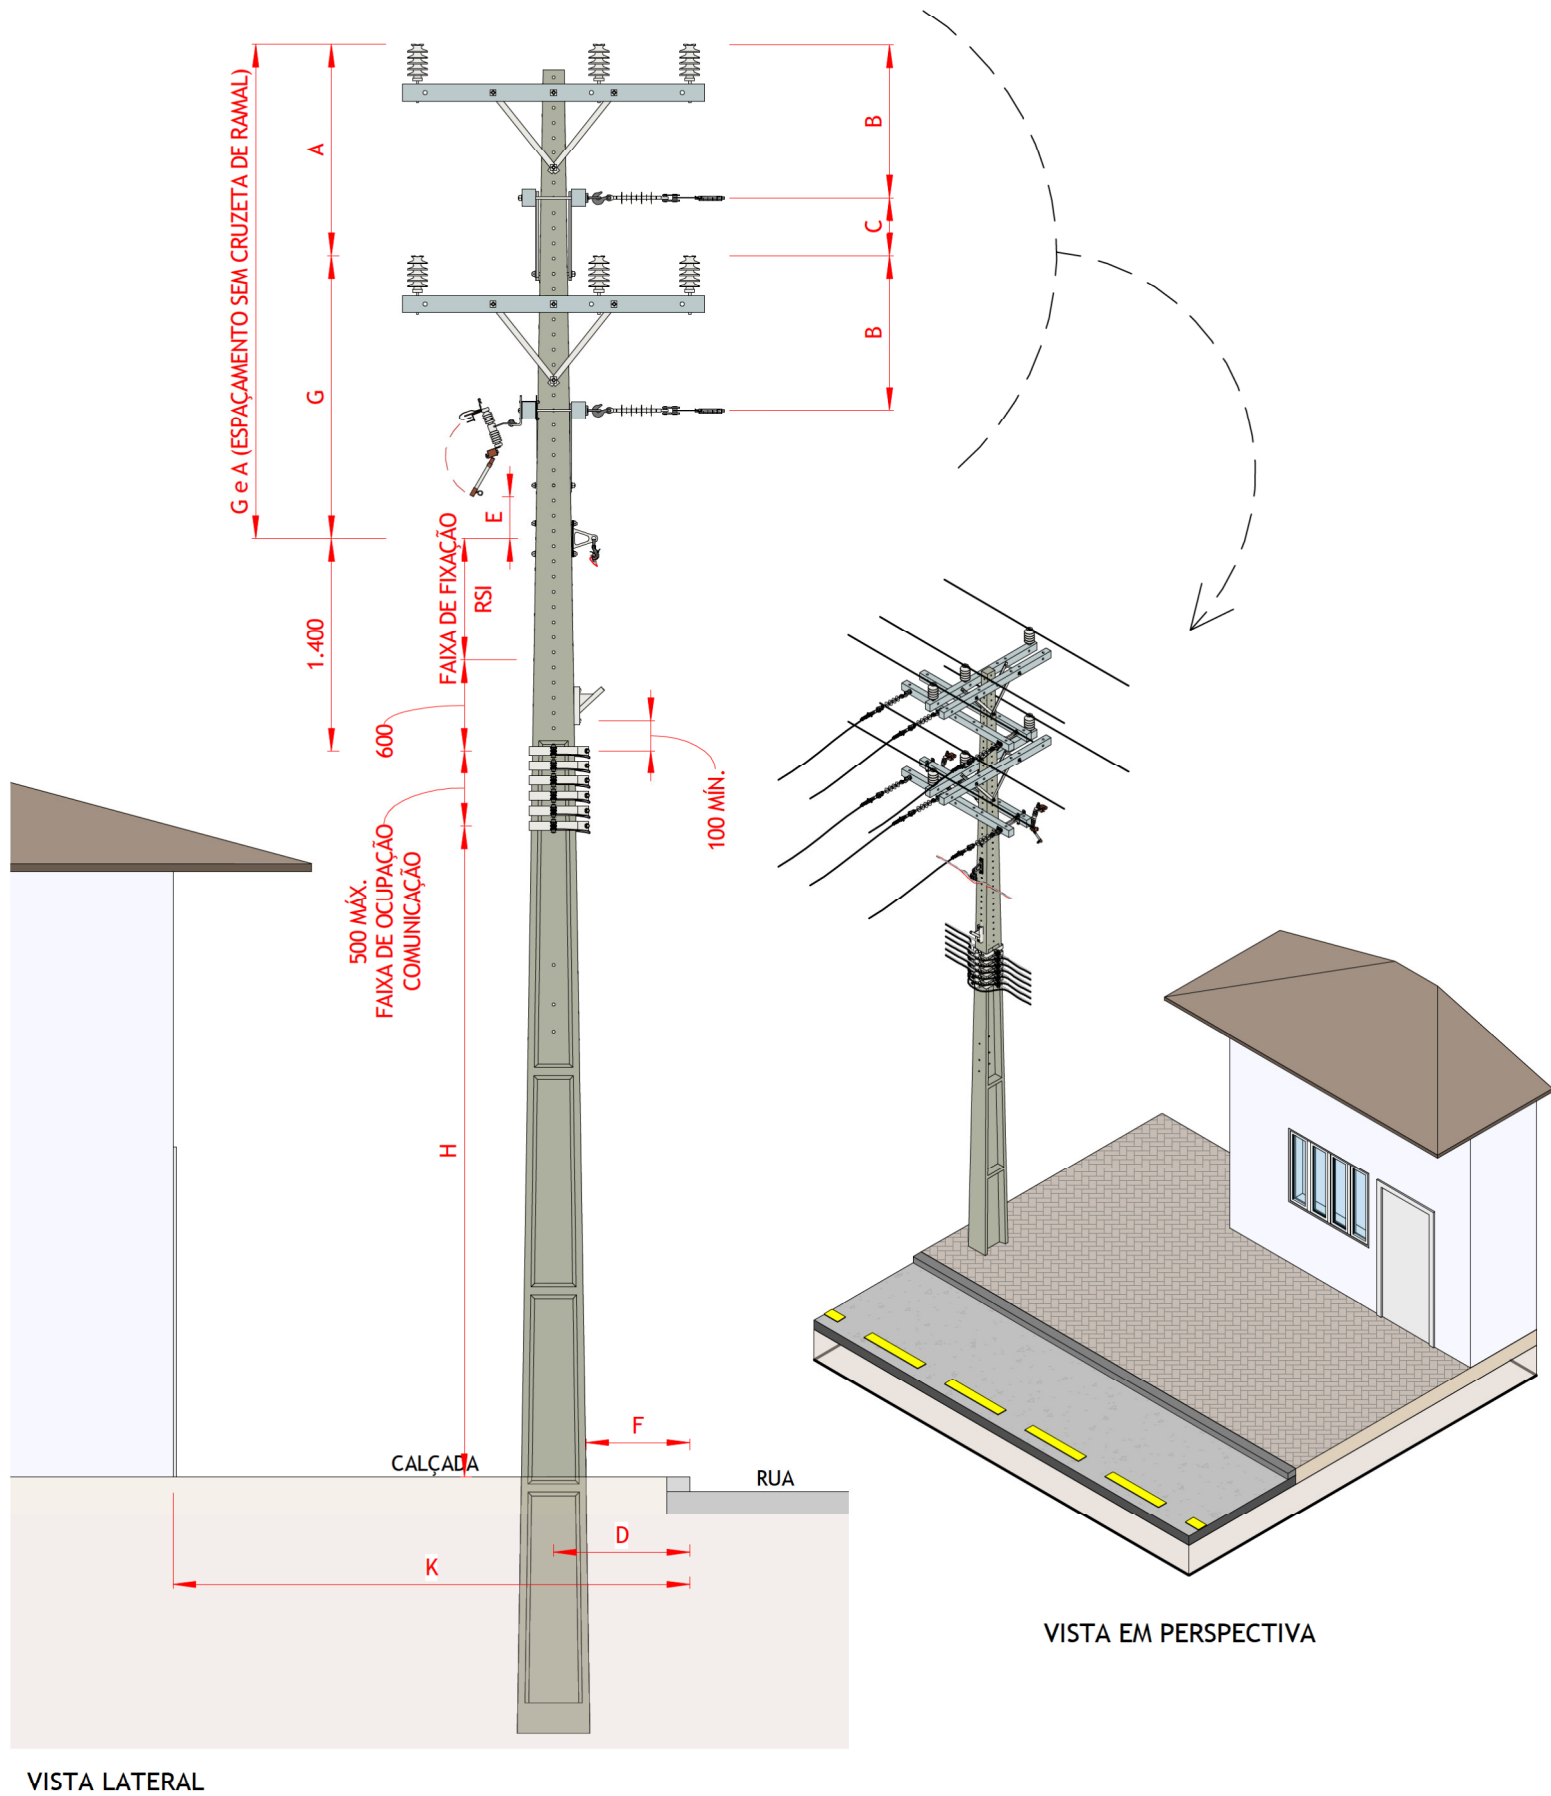 G e A (ESPAÇAMENTO SEM CRUZETA DE RAMAL)
A
B
C
G
B
E
FAIXA DE FIXAÇÃO
RSI
1.400
600
100 MÍN.
500 MÁX.
FAIXA DE OCUPAÇÃO
COMUNICAÇÃO
H
F
CALÇADA
RUA
D
K
VISTA EM PERSPECTIVA
VISTA LATERAL